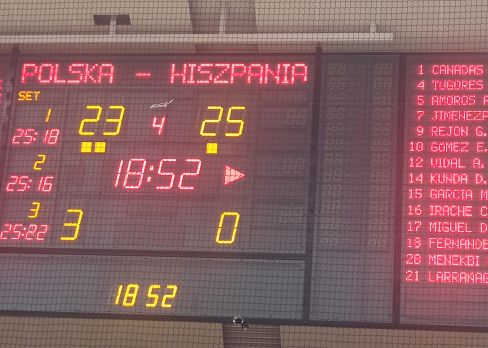 POLSKA - HISZPANIA
SET
1
25:18
23 4 25
2
25:16
18:52
3
25:22
3 0
18 52
1 CANADAS
4 TUGORES
5 AMOROS A
7 JIMENEZA
9 REJON G.
10 GOMEZ E.
12 VIDAL A.
14 KUNDA D.
15 GARCIA M
16 IRACHE C
17 MIGUEL D
18 FERNANDE
20 MENZKBI
21 LARRANAG